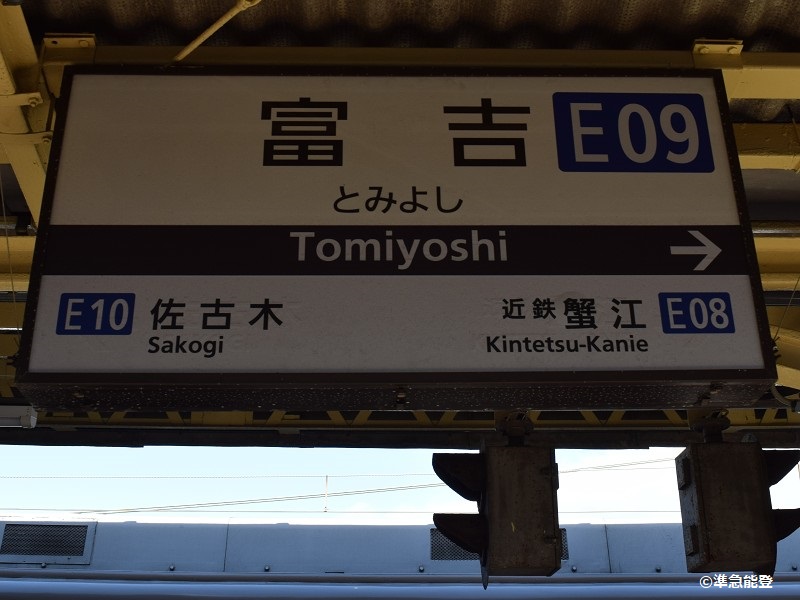 富吉 E09
とみよし
Tomiyoshi →
E10 佐古木 近鉄蟹江 E08
Sakogi Kintetsu-Kanie
©準急能登